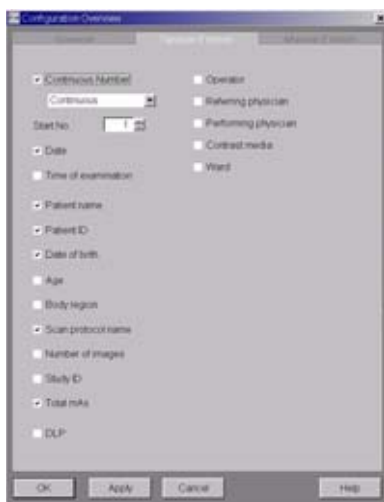 Configuration Overview
Continuous Number
Continuous
Start No. 1
Date
Time of examination
Patient name
Patient ID
Date of birth
Age
Body region
Scan protocol name
Number of images
Study ID
Total mAs
DLP
Operator
Referring physician
Performing physician
Contrast media
Ward
OK
Apply
Cancel
Help